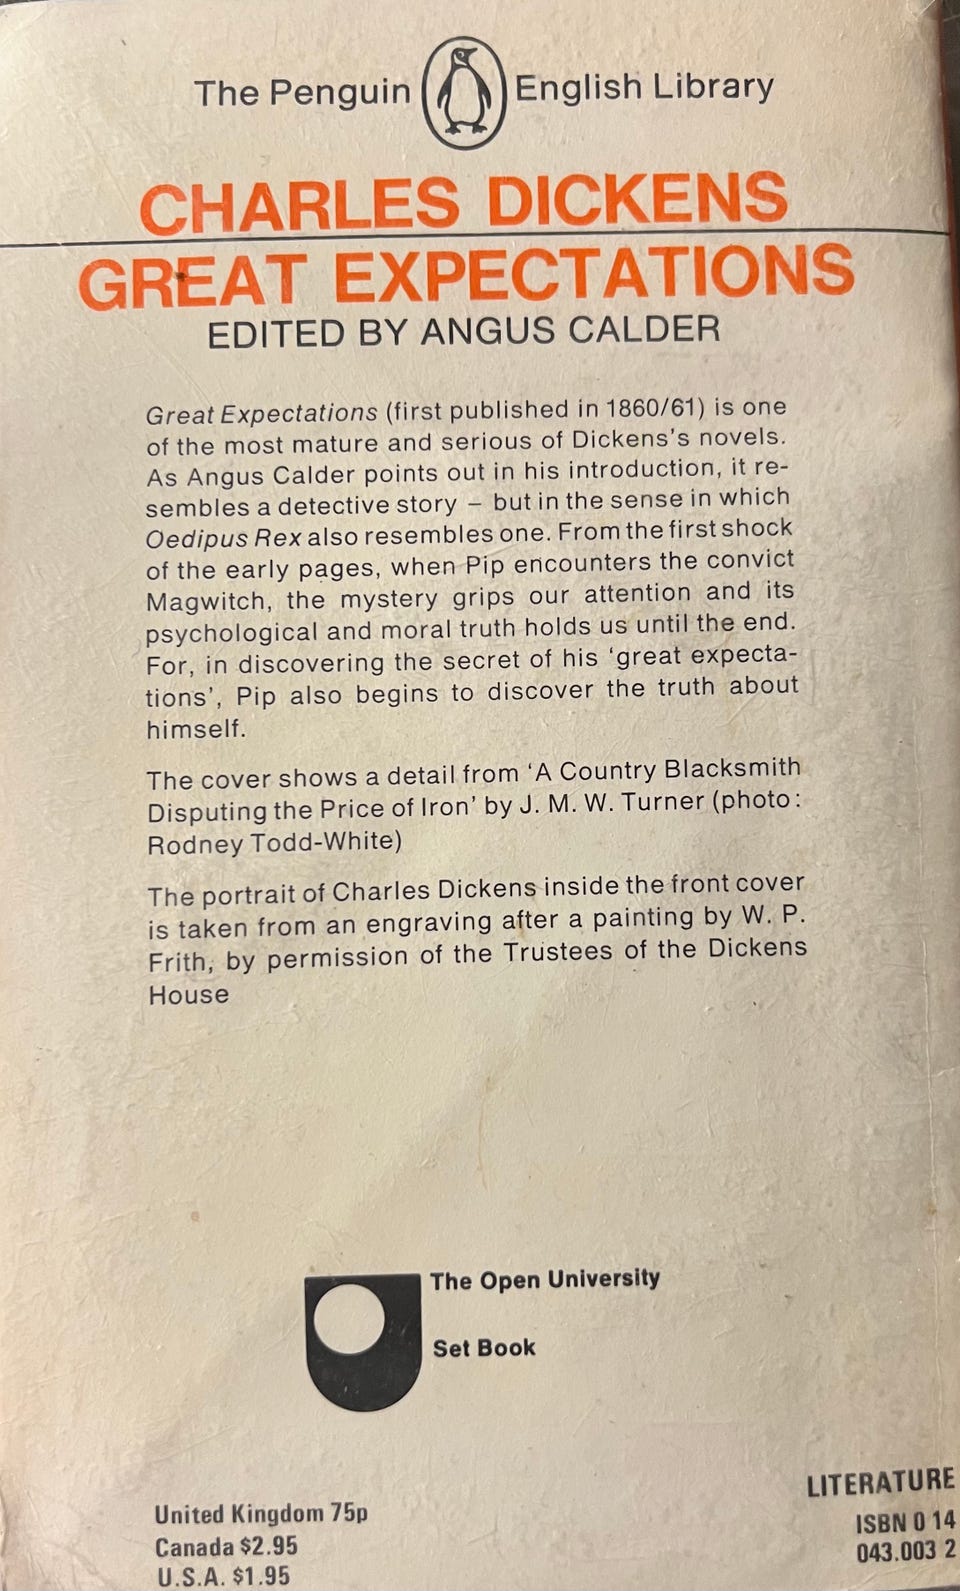 The Penguin English Library
CHARLES DICKENS
GREAT EXPECTATIONS
EDITED BY ANGUS CALDER
Great Expectations (first published in 1860/61) is one
of the most mature and serious of Dickens's novels.
As Angus Calder points out in his introduction, it re-
sembles a detective story – but in the sense in which
Oedipus Rex also resembles one. From the first shock
of the early pages, when Pip encounters the convict
Magwitch, the mystery grips our attention and its
psychological and moral truth holds us until the end.
For, in discovering the secret of his ‘great expecta-
tions’, Pip also begins to discover the truth about
himself.
The cover shows a detail from ‘A Country Blacksmith
Disputing the Price of Iron’ by J. M. W. Turner (photo:
Rodney Todd-White)
The portrait of Charles Dickens inside the front cover
is taken from an engraving after a painting by W. P.
Frith, by permission of the Trustees of the Dickens
House
The Open University
Set Book
United Kingdom 75p
Canada $2.95
U.S.A. $1.95
LITERATURE
ISBN 0 14
043.003 2